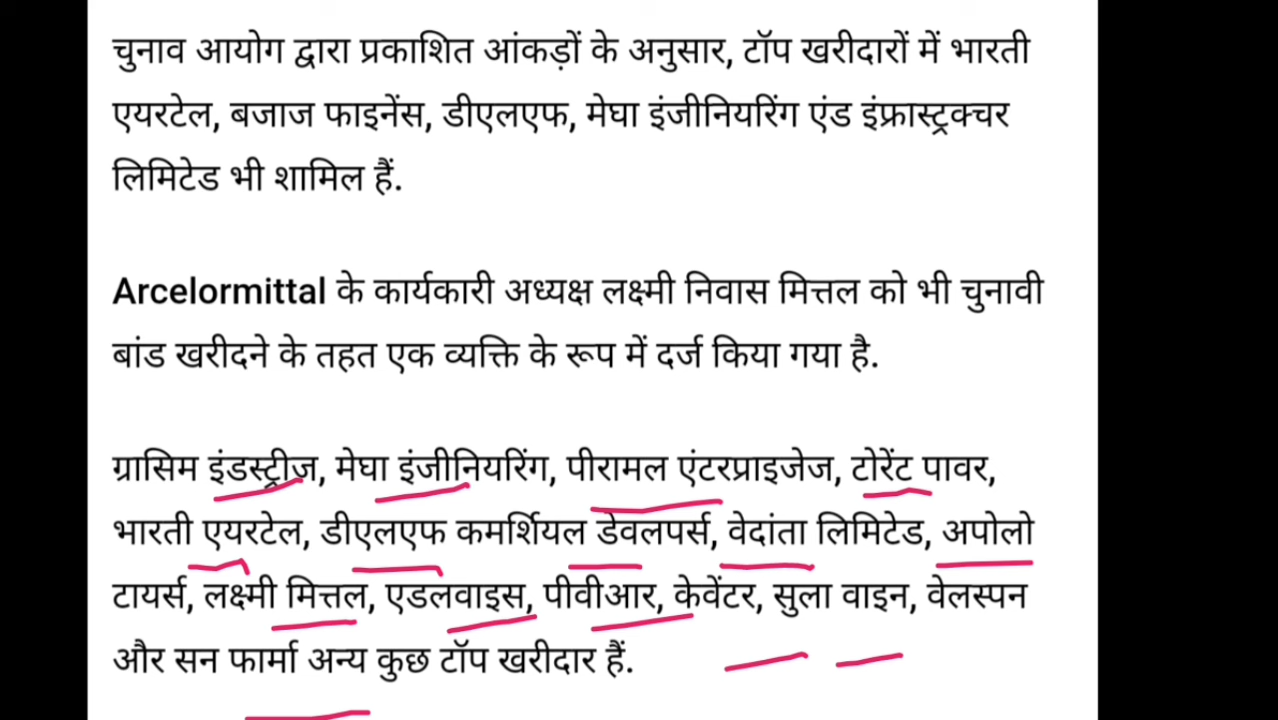 चुनाव आयोग द्वारा प्रकाशित आंकड़ों के अनुसार, टॉप खरीदारों में भारती
एयरटेल, बजाज फाइनेंस, डीएलएफ, मेघा इंजीनियरिंग एंड इंफ्रास्ट्रक्चर
लिमिटेड भी शामिल हैं.
Arcelormittal के कार्यकारी अध्यक्ष लक्ष्मी निवास मित्तल को भी चुनावी
बांड खरीदने के तहत एक व्यक्ति के रूप में दर्ज किया गया है.
ग्रासिम इंडस्ट्रीज, मेघा इंजीनियरिंग, पीरामल एंटरप्राइजेज, टोरेंट पावर,
भारती एयरटेल, डीएलएफ कमर्शियल डेवलपर्स, वेदांता लिमिटेड, अपोलो
टायर्स, लक्ष्मी मित्तल, एडलवाइस, पीवीआर, केवेंटर, सुला वाइन, वेलस्पन
और सन फार्मा अन्य कुछ टॉप खरीदार हैं.